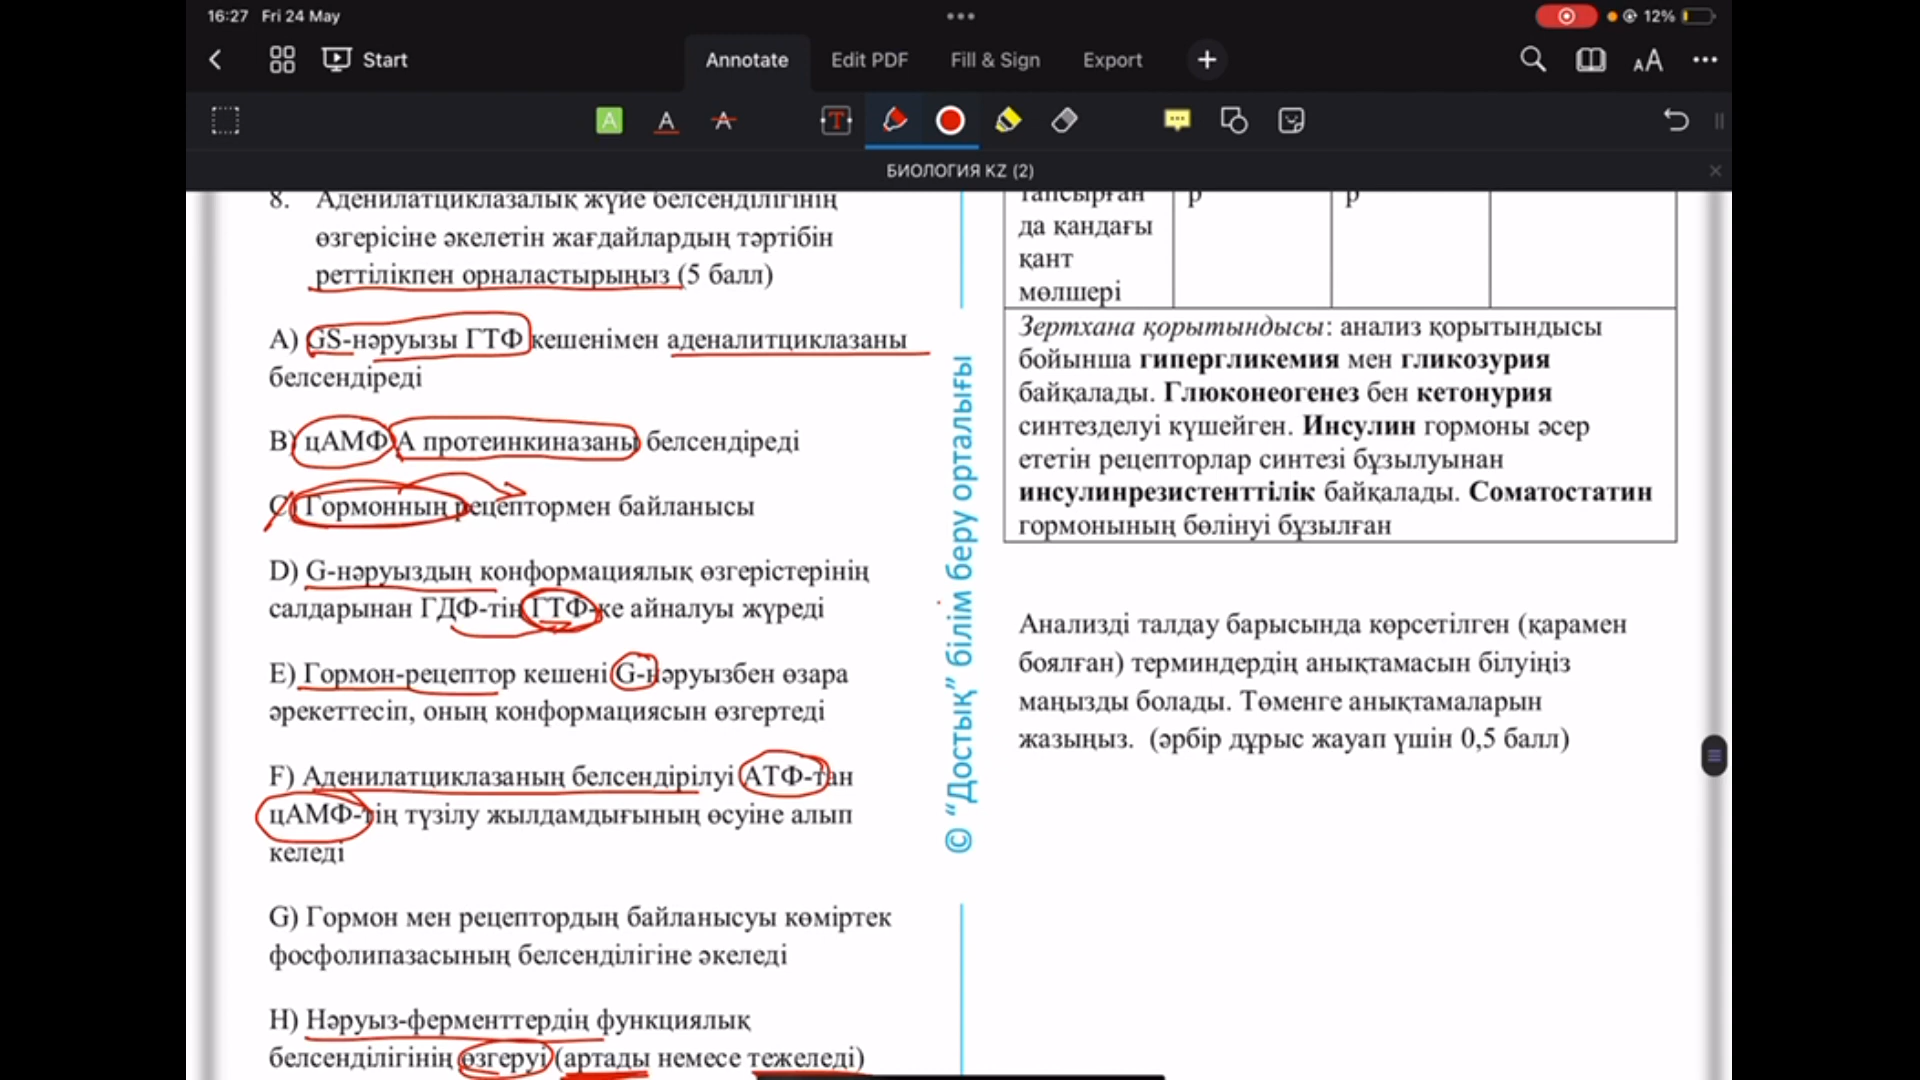 16:27 Fri 24 May
12%
Start
Annotate
Edit PDF
Fill & Sign
Export
БИОЛОГИЯ KZ (2)
8. Аденилатциклазалық жүйе белсенділігінің
өзгерісіне әкелетін жағдайлардың тәртібін
реттілікпен орналастырыңыз (5 балл)
A) GS-нәруызы ГТФ кешенімен аденалитциклазаны
белсендіреді
B) цАМФ А протеинкиназаны белсендіреді
C) Гормонның рецептормен байланысы
D) G-нәруыздың конформациялық өзгерістерінің
салдарынан ГДФ-тің ГТФ-ке айналуы жүреді
E) Гормон-рецептор кешені G-нәруызбен өзара
әрекеттесіп, оның конформациясын өзгертеді
F) Аденилатциклазаның белсендірілуі АТФ-тан
цАМФ-тің түзілу жылдамдығының өсуіне алып
келеді
G) Гормон мен рецептордың байланысуы көміртек
фосфолипазасының белсенділігіне әкеледі
H) Нәруыз-ферменттердің функциялық
белсенділігінің өзгеруі (артады немесе тежеледі)
© “Достық” білім беру орталығы
тапсырған р р
да қандағы
қант
мөлшері
Зертхана қорытындысы: анализ қорытындысы
бойынша гипергликемия мен гликозурия
байқалады. Глюконеогенез бен кетонурия
синтезделуі күшейген. Инсулин гормоны әсер
ететін рецепторлар синтезі бұзылуынан
инсулинрезистенттілік байқалады. Соматостатин
гормонының бөлінуі бұзылған
Анализді талдау барысында көрсетілген (қарамен
боялған) терминдердің анықтамасын білуіңіз
маңызды болады. Төменге анықтамаларын
жазыңыз. (әрбір дұрыс жауап үшін 0,5 балл)